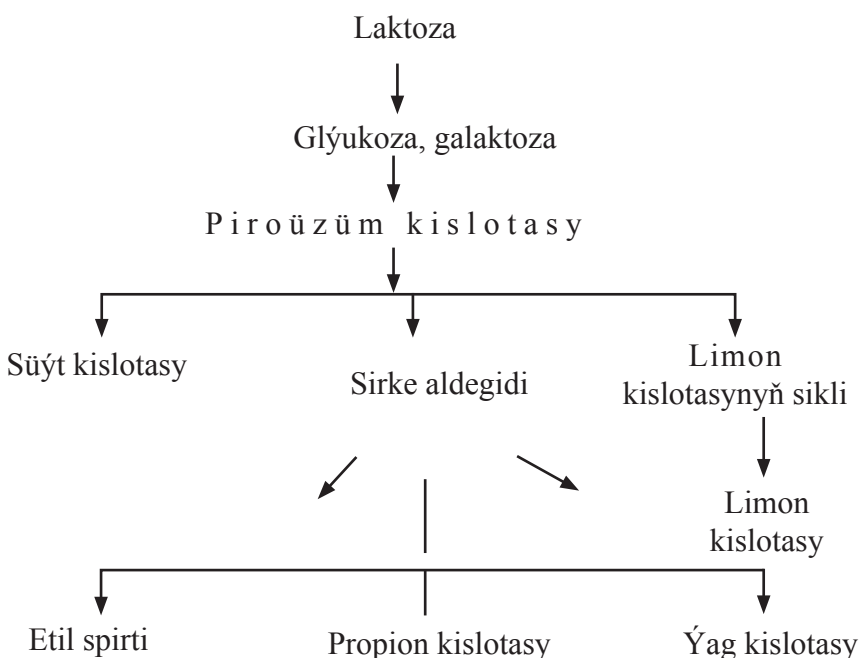 Laktoza
Glýukoza, galaktoza
Piroüzüm kislotasy
Süýt kislotasy
Sirke aldegidi
Limon
kislotasynyň sikli
Limon
kislotasy
Etil spirti
Propion kislotasy
Ýag kislotasy